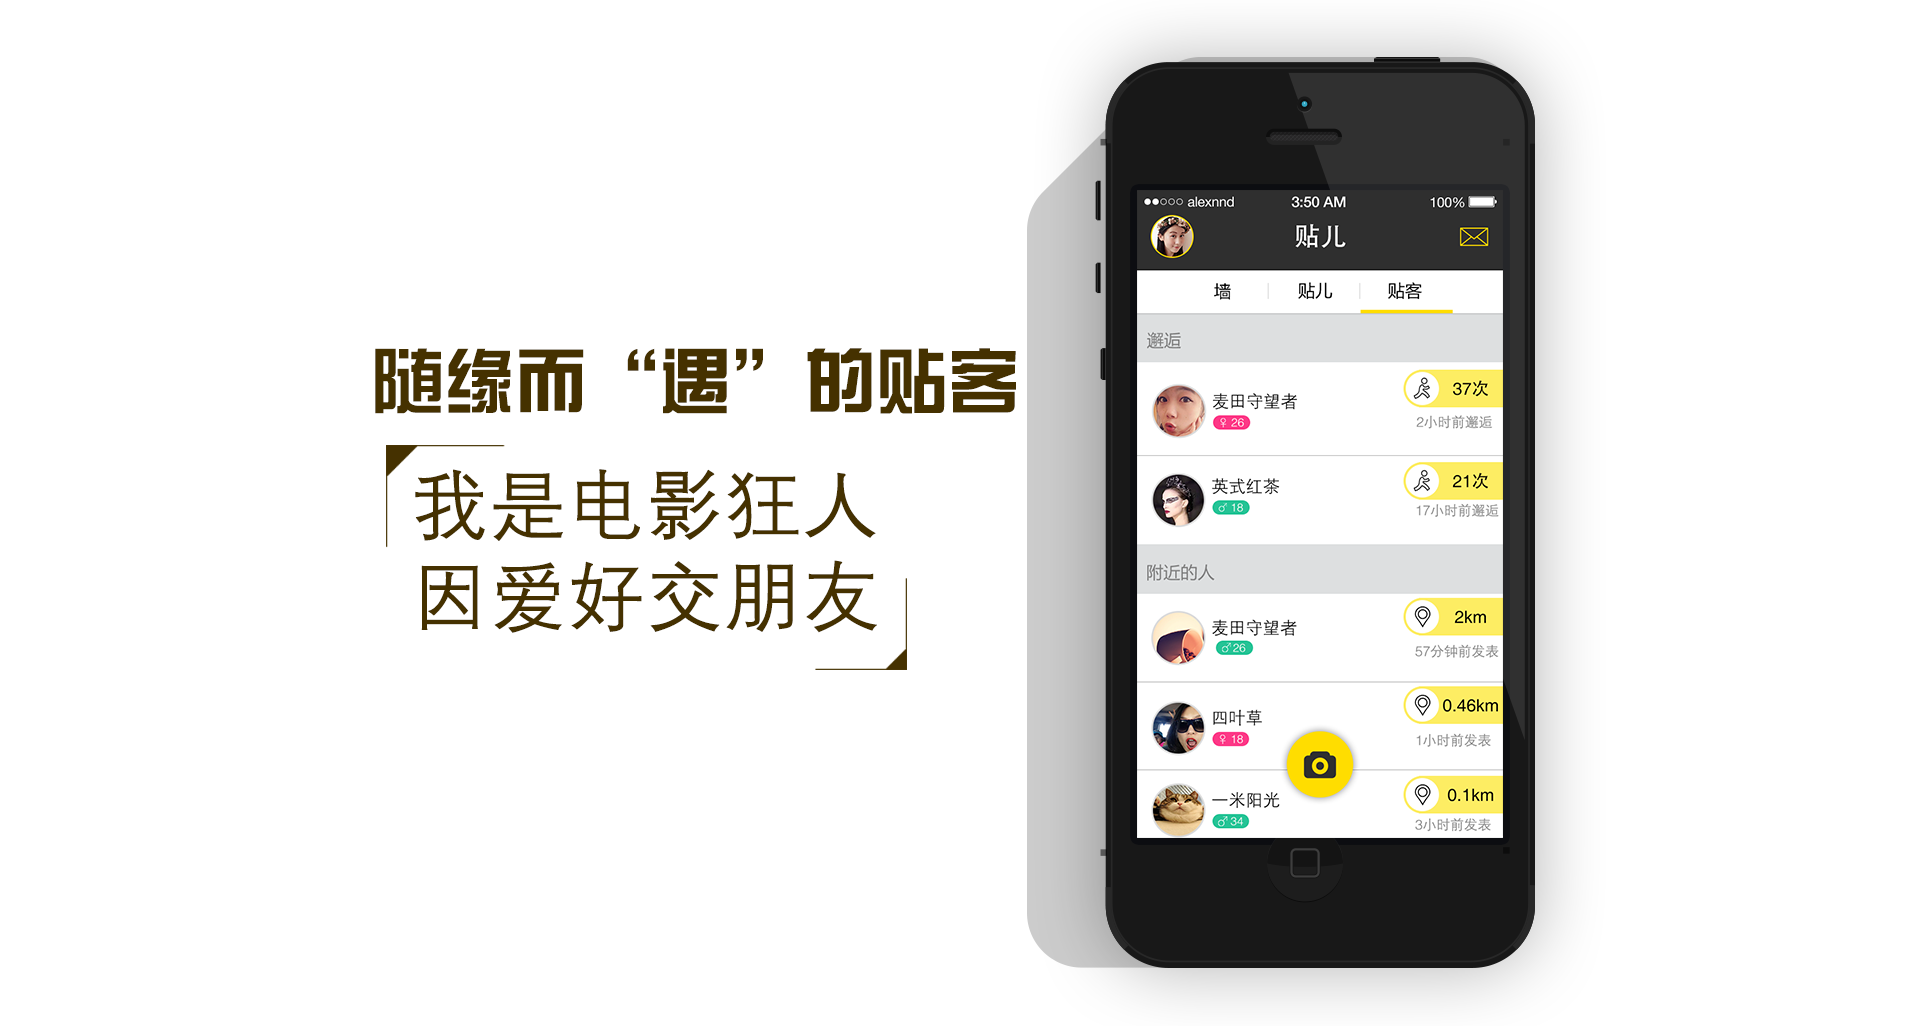 随缘而“遇”的贴客
我是电影狂人
因爱好交朋友
alexnnd 3:50 AM 100%
贴儿
墙 贴儿 贴客
邂逅
麦田守望者 37次
♀ 26 2小时前邂逅
英式红茶 21次
♂ 18 17小时前邂逅
附近的人
麦田守望者 2km
♂26 57分钟前发表
四叶草 0.46km
♀ 18 1小时前发表
一米阳光 0.1km
♂ 34 3小时前发表